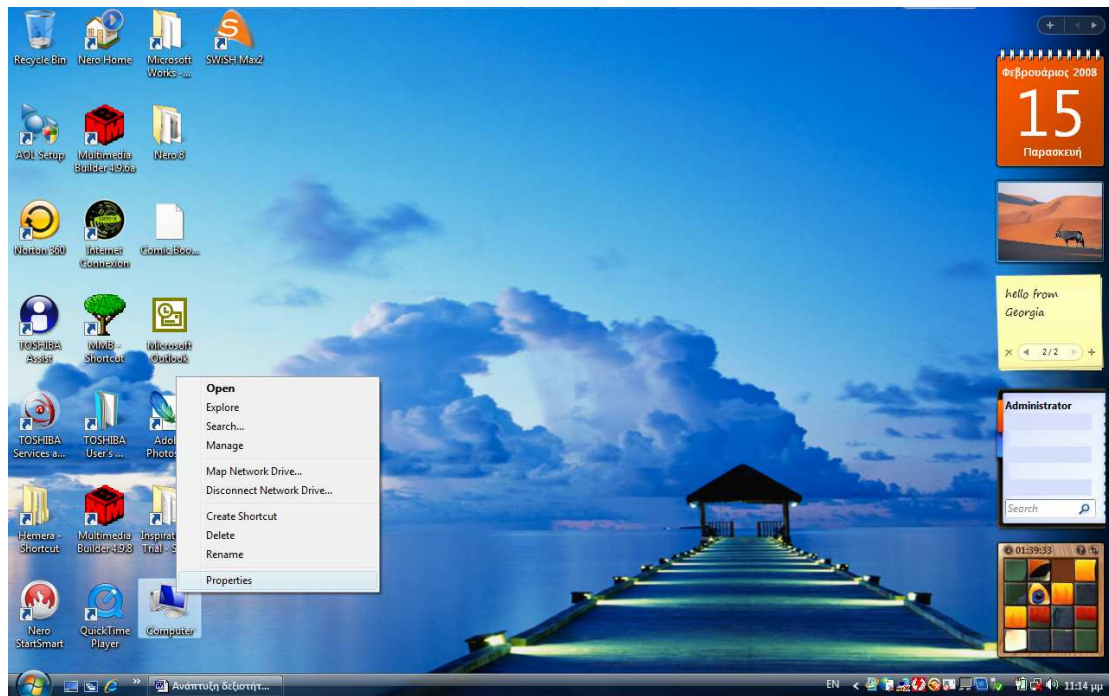 Recycle Bin
Nero Home
Microsoft
Works -...
SWiSH Max2
AOL Setup
Multimedia
Builder 4.9.6a
Nero 8
Norton 360
Internet
Connexion
Comic Boo...
TOSHIBA
Assist
MMB -
Shortcut
Microsoft
Outlook
TOSHIBA
Services a...
TOSHIBA
User's ...
Adob
Photos
Hemera -
Shortcut
Multimedia
Builder 4.9.8
Inspirat
Trial - S
Nero
StartSmart
QuickTime
Player
Computer
Open
Explore
Search...
Manage
Map Network Drive...
Disconnect Network Drive...
Create Shortcut
Delete
Rename
Properties
Φεβρουάριος 2008
15
Παρασκευή
hello from
Georgia
2/2
Administrator
Search
01:39:33
Ανάπτυξη δεξιοτήτ...
EN
11:14 μμ